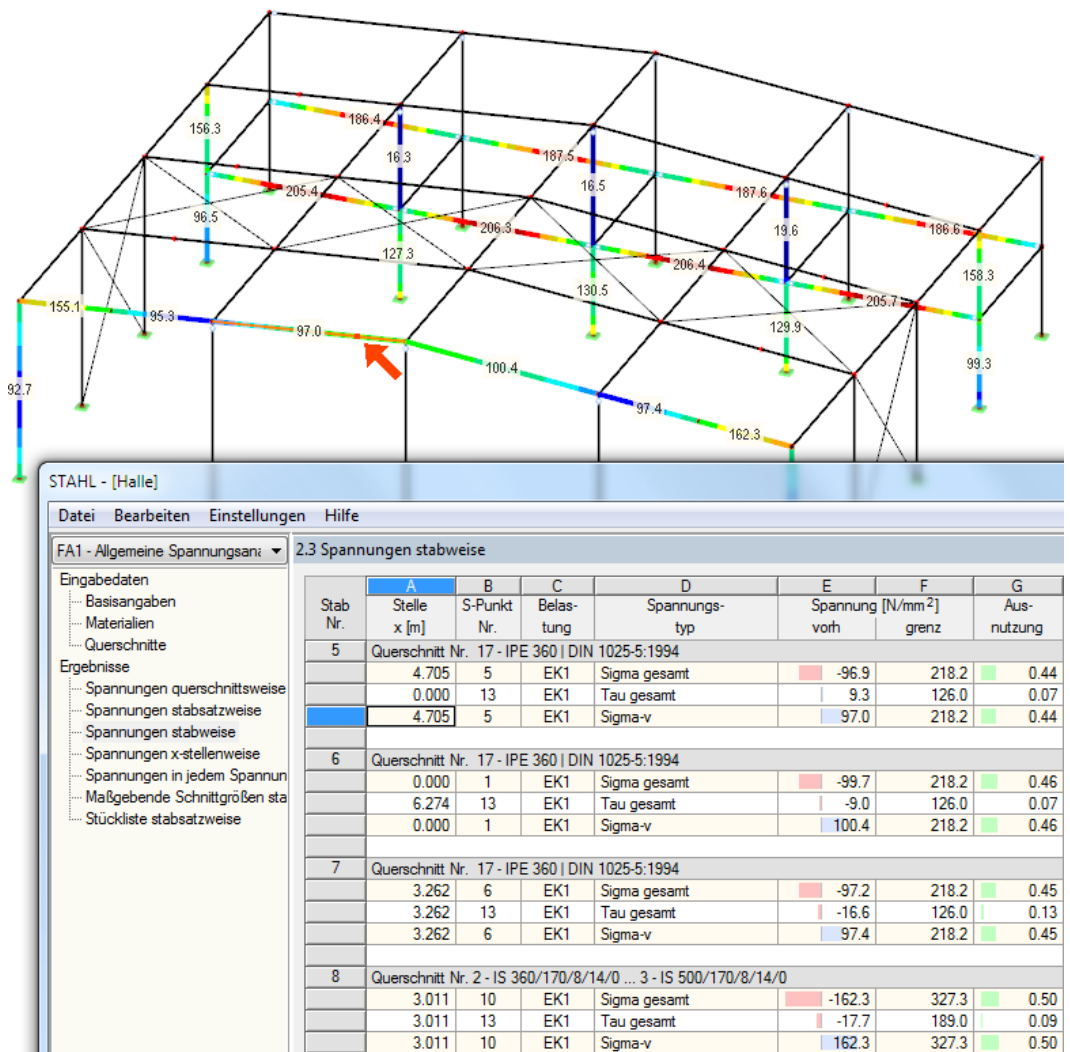 156.3
186.4
16.3
187.5
16.5
187.6
205.4
96.5
206.3
19.6
186.6
127.3
206.4
158.3
130.5
205.7
155.1
95.3
97.0
129.9
92.7
100.4
99.3
97.4
162.3
STAHL - [Halle]
Datei Bearbeiten Einstellungen Hilfe
FA1 - Allgemeine Spannungsana
2.3 Spannungen stabweise
Eingabedaten
Basisangaben
Materialien
Querschnitte
Ergebnisse
Spannungen querschnittsweise
Spannungen stabsatzweise
Spannungen stabweise
Spannungen x-stellenweise
Spannungen in jedem Spannun
Maßgebende Schnittgrößen sta
Stückliste stabsatzweise
A B C D E F G
Stab Stelle S-Punkt Belas- Spannungs- Spannung [N/mm²] Aus-
Nr. x [m] Nr. tung typ vorh grenz nutzung
5 Querschnitt Nr. 17 - IPE 360 | DIN 1025-5:1994
4.705 5 EK1 Sigma gesamt -96.9 218.2 0.44
0.000 13 EK1 Tau gesamt 9.3 126.0 0.07
4.705 5 EK1 Sigma-v 97.0 218.2 0.44
6 Querschnitt Nr. 17 - IPE 360 | DIN 1025-5:1994
0.000 1 EK1 Sigma gesamt -99.7 218.2 0.46
6.274 13 EK1 Tau gesamt -9.0 126.0 0.07
0.000 1 EK1 Sigma-v 100.4 218.2 0.46
7 Querschnitt Nr. 17 - IPE 360 | DIN 1025-5:1994
3.262 6 EK1 Sigma gesamt -97.2 218.2 0.45
3.262 13 EK1 Tau gesamt -16.6 126.0 0.13
3.262 6 EK1 Sigma-v 97.4 218.2 0.45
8 Querschnitt Nr. 2 - IS 360/170/8/14/0 ... 3 - IS 500/170/8/14/0
3.011 10 EK1 Sigma gesamt -162.3 327.3 0.50
3.011 13 EK1 Tau gesamt -17.7 189.0 0.09
3.011 10 EK1 Sigma-v 162.3 327.3 0.50